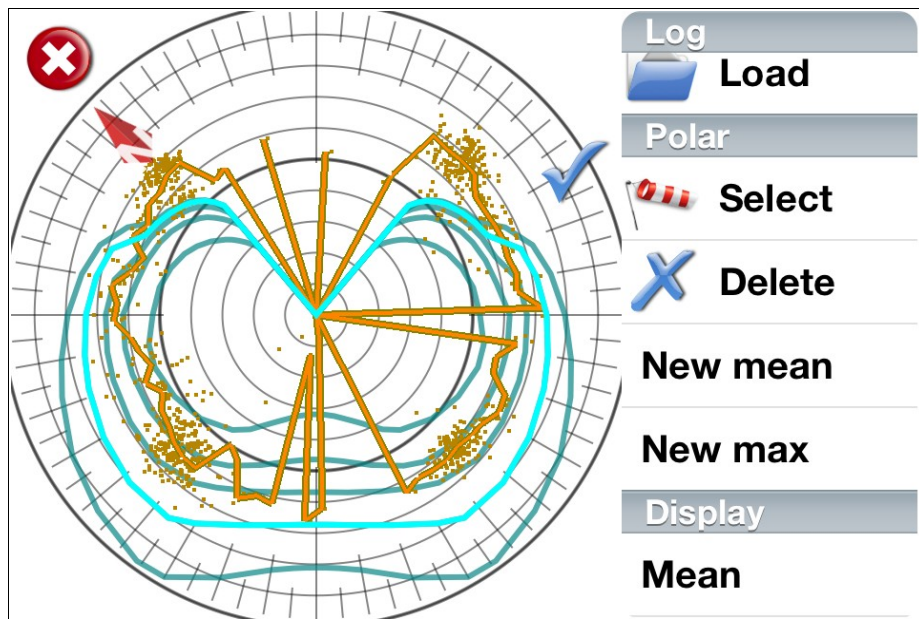 Log
Load
Polar
Select
Delete
New mean
New max
Display
Mean